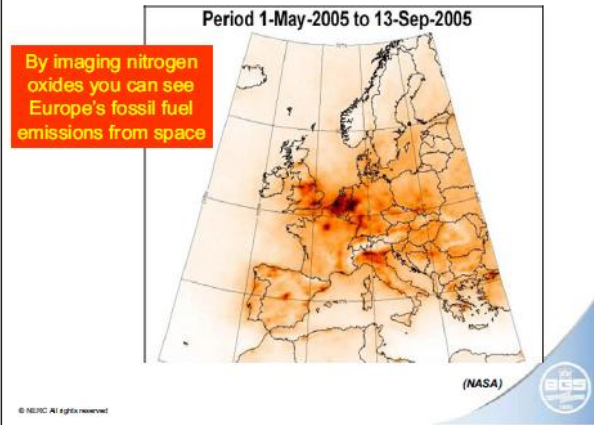 Period 1-May-2005 to 13-Sep-2005
By imaging nitrogen
oxides you can see
Europe's fossil fuel
emissions from space
(NASA)
BGS
© NERC All rights reserved